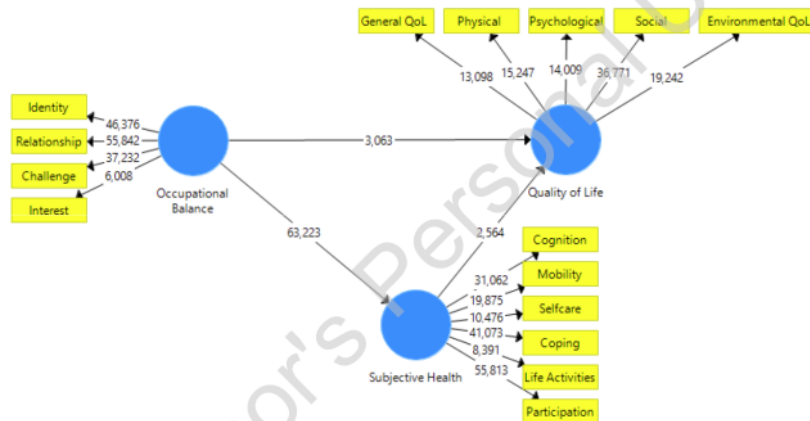 General QoL
Physical
Psychological
Social
Environmental QoL
13,098
15,247
14,009
36,771
19,242
Identity
Relationship
Challenge
Interest
46,376
55,842
37,232
6,008
Occupational
Balance
3,063
Quality of Life
63,223
2,564
Cognition
Mobility
Selfcare
Coping
Life Activities
Participation
31,062
19,875
10,476
41,073
8,391
55,813
Subjective Health
or's Personal U